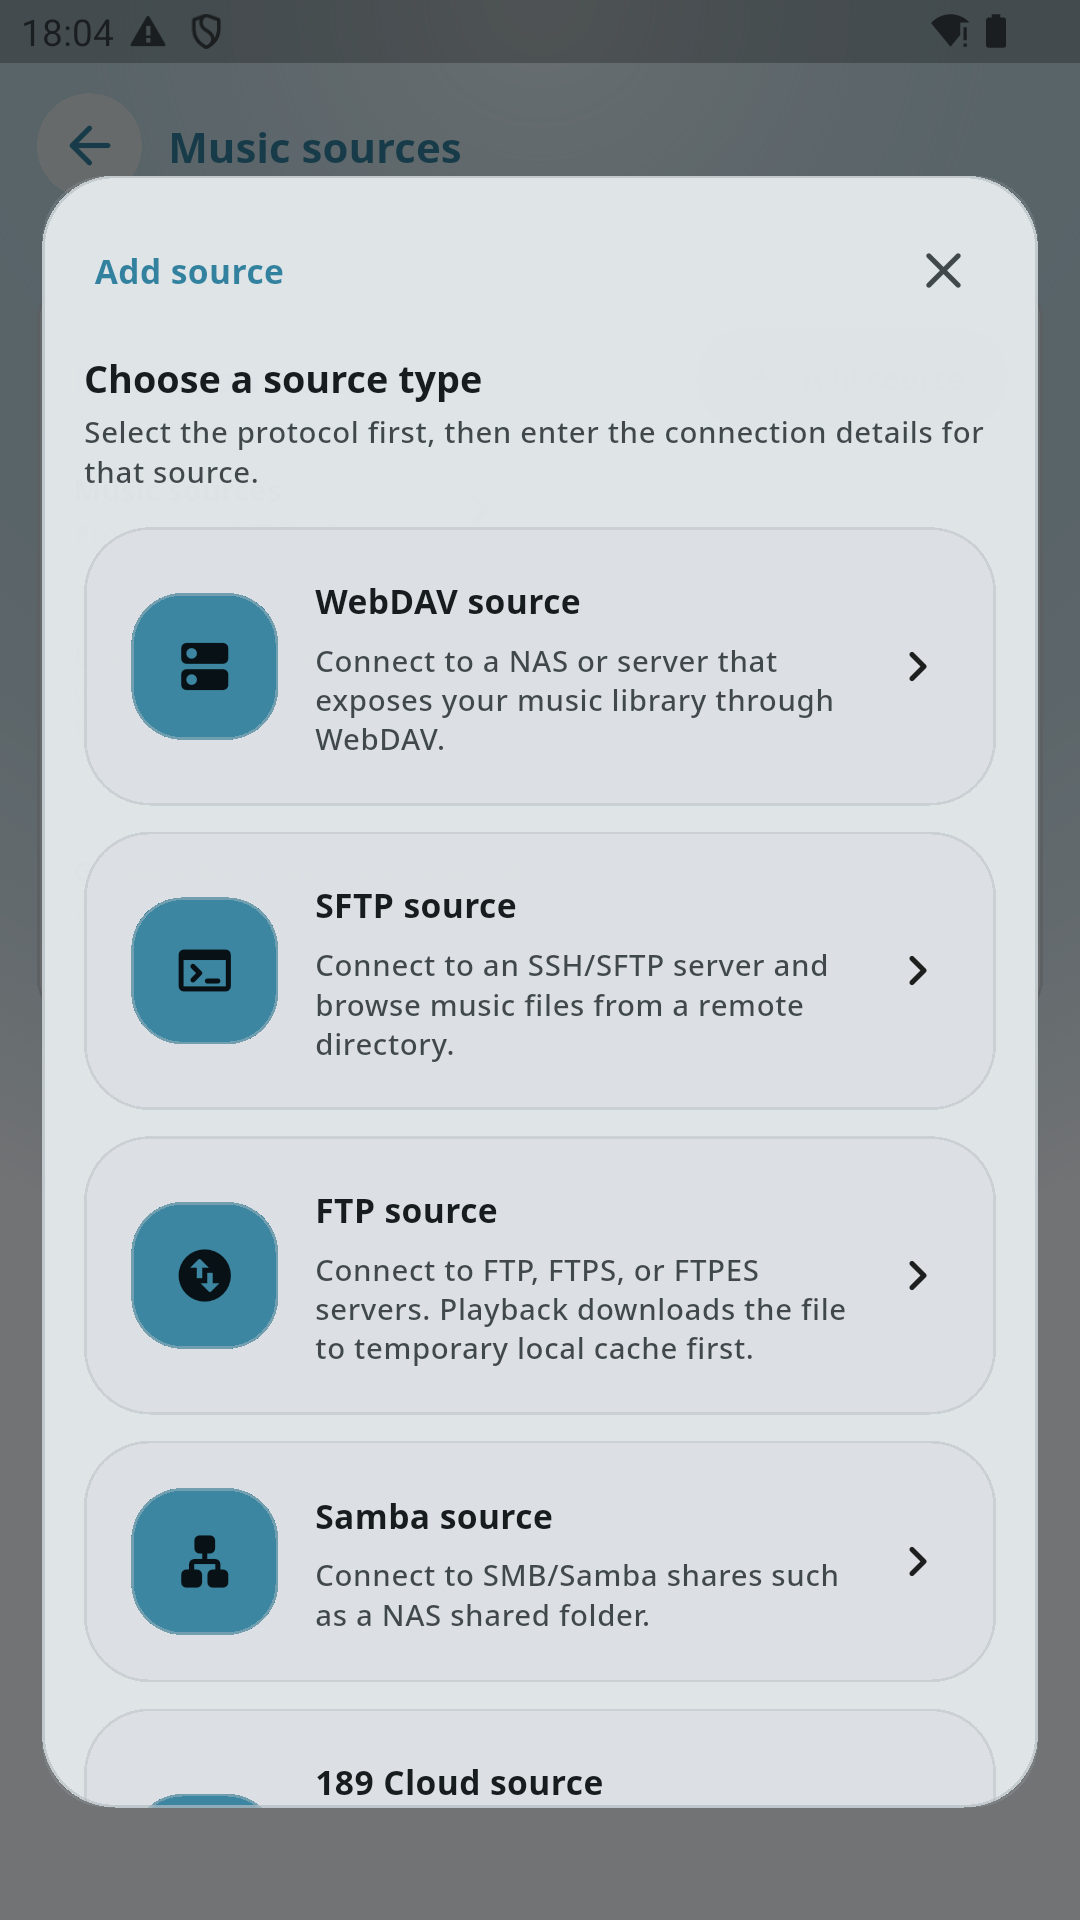 18:04
Music sources
Add source
Choose a source type
Select the protocol first, then enter the connection details for
that source.
WebDAV source
Connect to a NAS or server that
exposes your music library through
WebDAV.
SFTP source
Connect to an SSH/SFTP server and
browse music files from a remote
directory.
FTP source
Connect to FTP, FTPS, or FTPES
servers. Playback downloads the file
to temporary local cache first.
Samba source
Connect to SMB/Samba shares such
as a NAS shared folder.
189 Cloud source